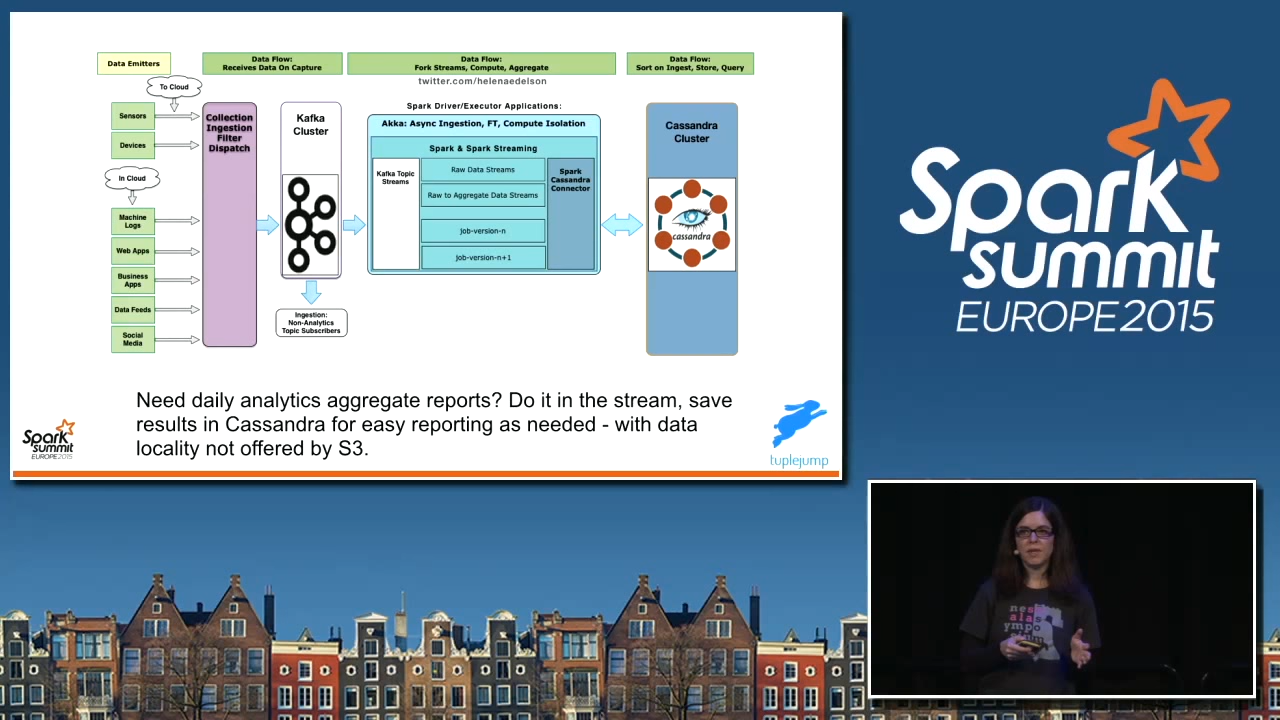 Data Emitters
Data Flow:
Receives Data On Capture
Data Flow:
Fork Streams, Compute, Aggregate
Data Flow:
Sort on Ingest, Store, Query
twitter.com/helenaedelson
To Cloud
Sensors
Devices
In Cloud
Machine
Logs
Web Apps
Business
Apps
Data Feeds
Social
Media
Collection
Ingestion
Filter
Dispatch
Kafka
Cluster
Ingestion:
Non-Analytics
Topic Subscribers
Spark Driver/Executor Applications:
Akka: Async Ingestion, FT, Compute Isolation
Spark & Spark Streaming
Kafka Topic
Streams
Raw Data Streams
Raw to Aggregate Data Streams
job-version-n
job-version-n+1
Spark
Cassandra
Connector
Cassandra
Cluster
cassandra
Need daily analytics aggregate reports? Do it in the stream, save
results in Cassandra for easy reporting as needed - with data
locality not offered by S3.
Spark
summit
EUROPE 2015
tuplejump
Spark
summit
EUROPE 2015